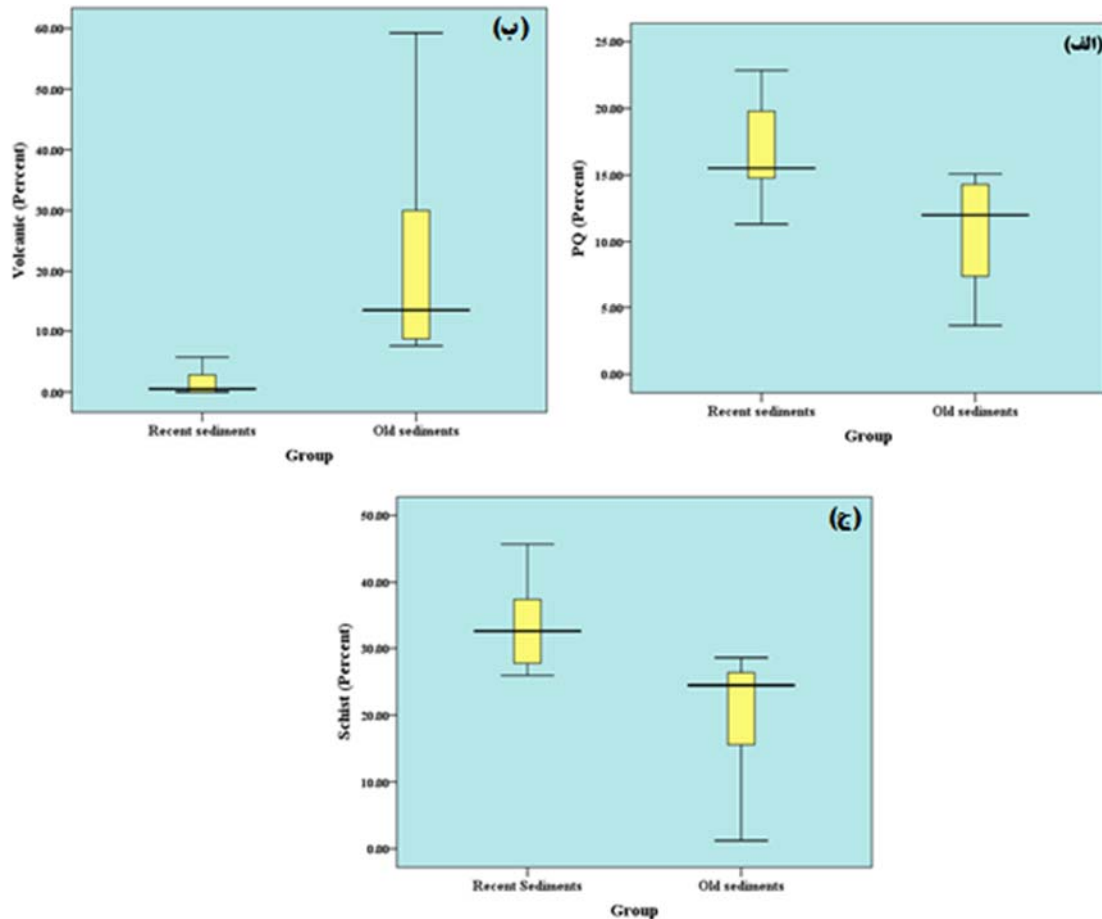 (ب)
Volcanic (Percent)
60.00
50.00
40.00
30.00
20.00
10.00
0.00
Recent sediments
Old sediments
Group
(الف)
PQ (Percent)
25.00
20.00
15.00
10.00
5.00
0.00
Recent sediments
Old sediments
Group
(ج)
Schist (Percent)
50.00
40.00
30.00
20.00
10.00
0.00
Recent Sediments
Old sediments
Group